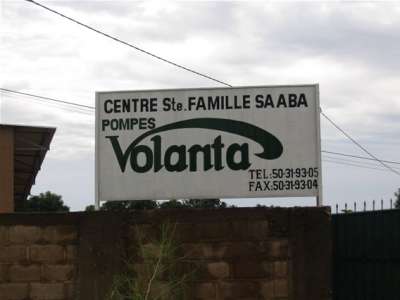 CENTRE Ste. FAMILLE SAABA
POMPES
Volanta
TEL: 50-31-93-05
FAX. 50-31-93-04